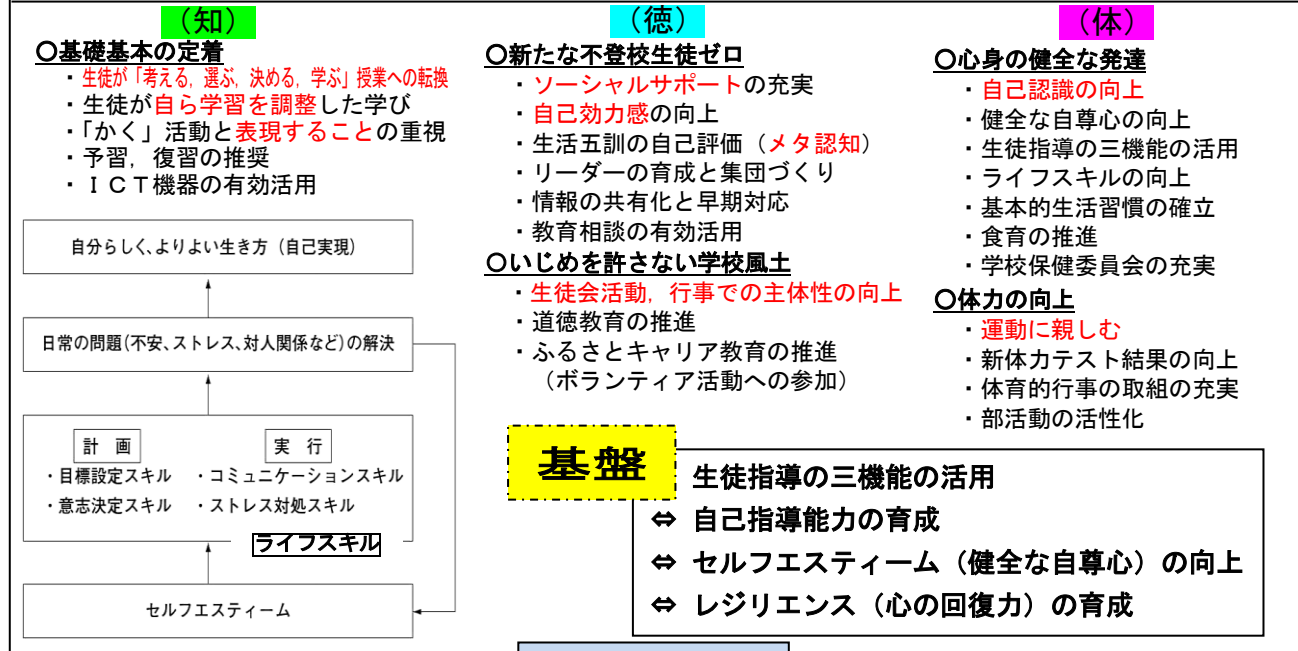 （知）
〇基礎基本の定着
・生徒が「考える，選ぶ，決める，学ぶ」授業への転換
・生徒が自ら学習を調整した学び
・「かく」活動と表現することの重視
・予習，復習の推奨
・ＩＣＴ機器の有効活用
自分らしく、よりよい生き方（自己実現）
日常の問題(不安、ストレス、対人関係など)の解決
計　画
・目標設定スキル
・意志決定スキル
実　行
・コミュニケーションスキル
・ストレス対処スキル
ライフスキル
セルフエスティーム
（徳）
〇新たな不登校生徒ゼロ
・ソーシャルサポートの充実
・自己効力感の向上
・生活五訓の自己評価（メタ認知）
・リーダーの育成と集団づくり
・情報の共有化と早期対応
・教育相談の有効活用
〇いじめを許さない学校風土
・生徒会活動，行事での主体性の向上
・道徳教育の推進
・ふるさとキャリア教育の推進
（ボランティア活動への参加）
（体）
〇心身の健全な発達
・自己認識の向上
・健全な自尊心の向上
・生徒指導の三機能の活用
・ライフスキルの向上
・基本的生活習慣の確立
・食育の推進
・学校保健委員会の充実
〇体力の向上
・運動に親しむ
・新体力テスト結果の向上
・体育的行事の取組の充実
・部活動の活性化
基盤
生徒指導の三機能の活用
⇔ 自己指導能力の育成
⇔ セルフエスティーム（健全な自尊心）の向上
⇔ レジリエンス（心の回復力）の育成